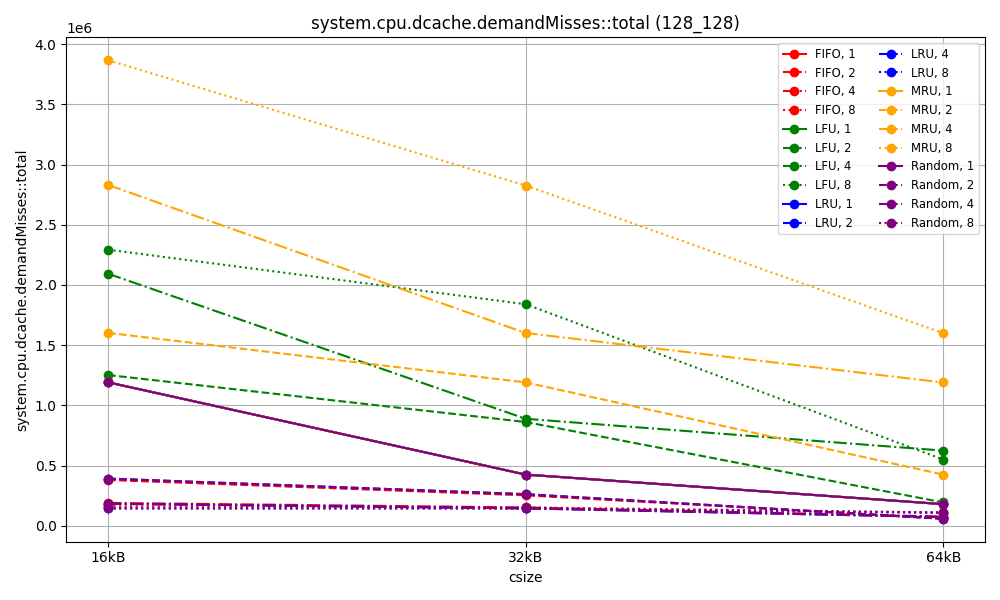 system.cpu.dcache.demandMisses::total (128_128)
1e6
4.0
3.5
3.0
2.5
2.0
1.5
1.0
0.5
0.0
system.cpu.dcache.demandMisses::total
16kB
32kB
64kB
csize
FIFO, 1
FIFO, 2
FIFO, 4
FIFO, 8
LFU, 1
LFU, 2
LFU, 4
LFU, 8
LRU, 1
LRU, 2
LRU, 4
LRU, 8
MRU, 1
MRU, 2
MRU, 4
MRU, 8
Random, 1
Random, 2
Random, 4
Random, 8